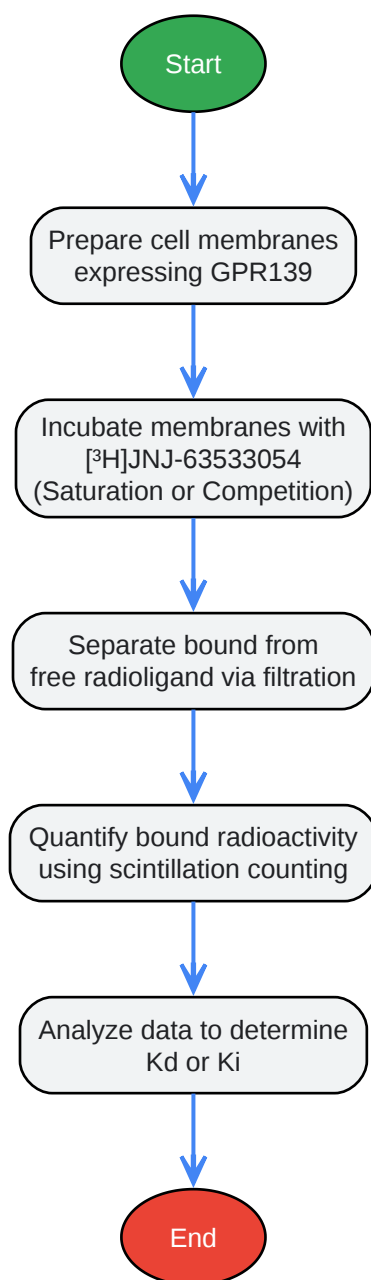 Start
Prepare cell membranes
expressing GPR139
Incubate membranes with
[³H]JNJ-63533054
(Saturation or Competition)
Separate bound from
free radioligand via filtration
Quantify bound radioactivity
using scintillation counting
Analyze data to determine
Kd or Ki
End